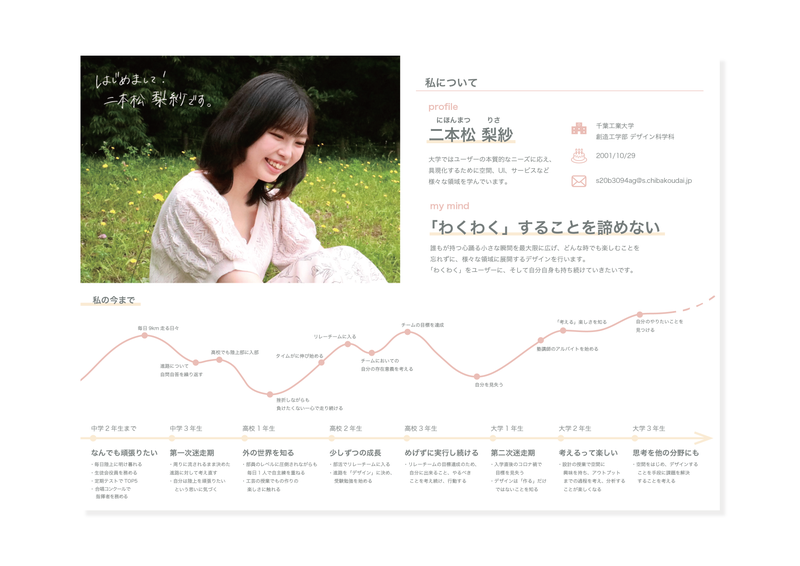 はじめまして!
二本松 梨紗です。
私について
profile
にほんまつ りさ
二本松 梨紗
大学ではユーザーの本質的なニーズに応え、
具現化するために空間、UI、サービスなど
様々な領域を学んでいます。
千葉工業大学
創造工学部 デザイン科学科
2001/10/29
s20b3094ag@s.chibakoudai.jp
my mind
「わくわく」することを諦めない
誰もが持つ心踊る小さな瞬間を最大限に広げ、どんな時でも楽しむことを
忘れずに、様々な領域に展開するデザインを行います。
「わくわく」をユーザーに、そして自分自身も持ち続けていきたいです。
私の今まで
毎日 9km 走る日々
進路について
自問自答を繰り返す
高校でも陸上部に入部
挫折しながらも
負けたくない一心で走り続ける
タイムがに伸び始める
リレーチームに入る
チームにおいての
自分の存在意義を考える
チームの目標を達成
自分を見失う
塾講師のアルバイトを始める
「考える」楽しさを知る
自分のやりたいことを
見つける
中学2年生まで
中学3年生
高校1年生
高校2年生
高校3年生
大学1年生
大学2年生
大学3年生
なんでも頑張りたい
・毎日陸上に明け暮れる
・生徒会役員を務める
・定期テストで TOP5
・合唱コンクールで
指揮者を務める
第一次迷走期
・周りに流されるまま決めた
進路に対して考え直す
・自分は陸上を頑張りたい
という思いに気づく
外の世界を知る
・部員のレベルに圧倒されながらも
毎日1人で自主練を重ねる
・工芸の授業でもの作りの
楽しさに触れる
少しずつの成長
・部活でリレーチームに入る
・進路を「デザイン」に決め、
受験勉強を始める
めげずに実行し続ける
・リレーチームの目標達成のため、
自分に出来ること、やるべき
ことを考え続け、行動する
第二次迷走期
・入学直後のコロナ禍で
目標を見失う
・デザインは「作る」だけ
ではないことを知る
考えるって楽しい
・設計の授業で空間に
興味を持ち、アウトプット
までの過程を考え、分析する
ことが楽しくなる
思考を他の分野にも
・空間をはじめ、デザインする
ことを手段に課題を解決
することを考える